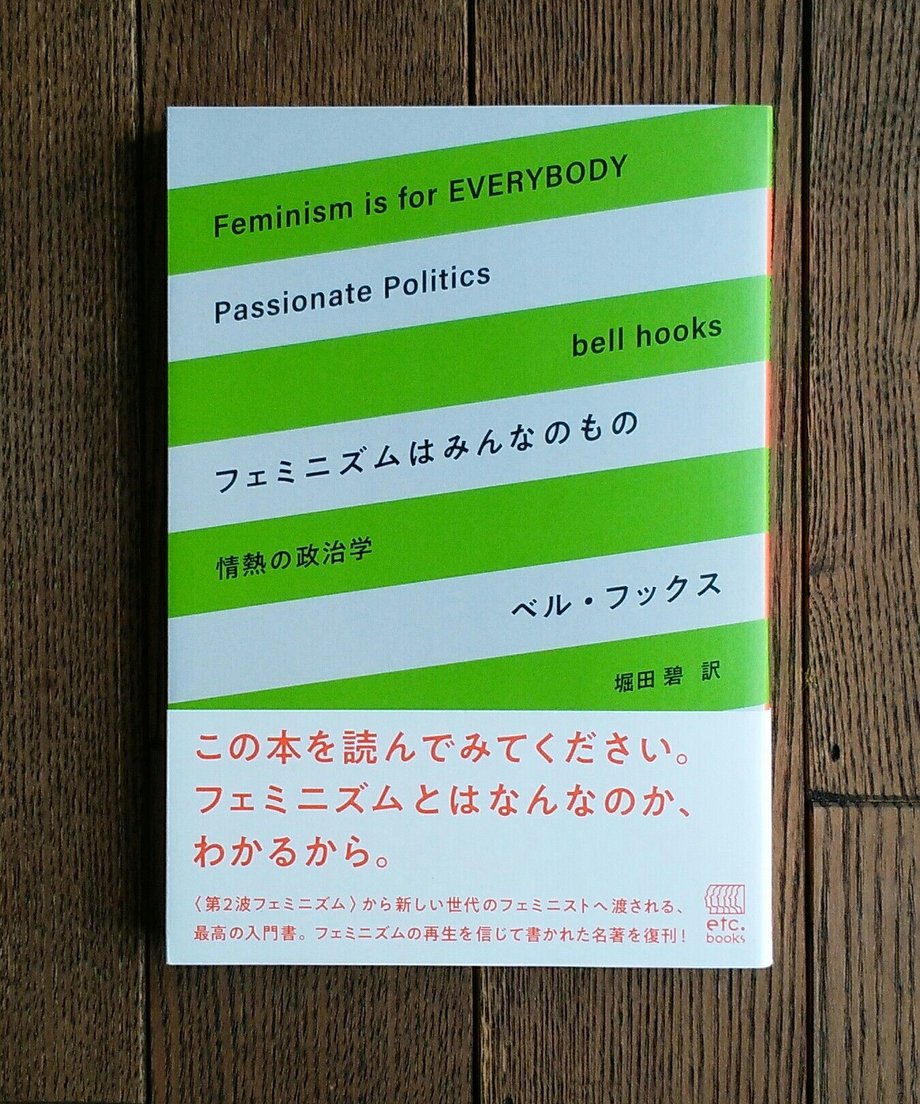 Feminism is for EVERYBODY
Passionate Politics
bell hooks
フェミニズムはみんなのもの
情熱の政治学
ベル・フックス
堀田 碧 訳
この本を読んでみてください。
フェミニズムとはなんなのか、
わかるから。
〈第2波フェミニズム〉から新しい世代のフェミニストへ渡される、
最高の入門書。フェミニズムの再生を信じて書かれた名著を復刊!
etc.
books